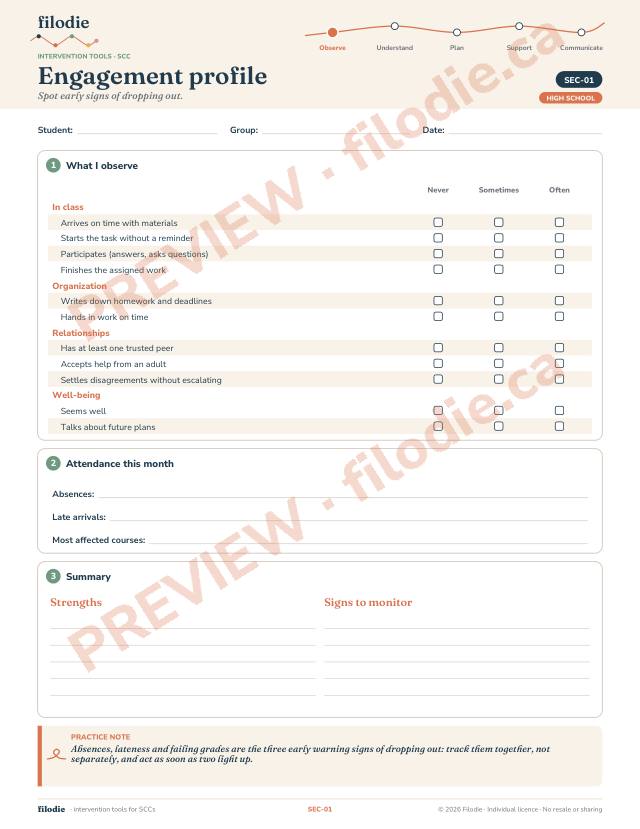 filodie
Observe Understand Plan Support Communicate
INTERVENTION TOOLS · SCC
Engagement profile
SEC-01
Spot early signs of dropping out.
HIGH SCHOOL
Student: Group: Date:
1 What I observe
Never Sometimes Often
In class
Arrives on time with materials
Starts the task without a reminder
Participates (answers, asks questions)
Finishes the assigned work
Organization
Writes down homework and deadlines
Hands in work on time
Relationships
Has at least one trusted peer
Accepts help from an adult
Settles disagreements without escalating
Well-being
Seems well
Talks about future plans
2 Attendance this month
Absences:
Late arrivals:
Most affected courses:
3 Summary
Strengths Signs to monitor
PRACTICE NOTE
Absences, lateness and failing grades are the three early warning signs of dropping out: track them together, not
separately, and act as soon as two light up.
filodie · intervention tools for SCCs SEC-01 © 2026 Filodie · Individual licence · No resale or sharing
PREVIEW · filodie.ca
PREVIEW · filodie.ca